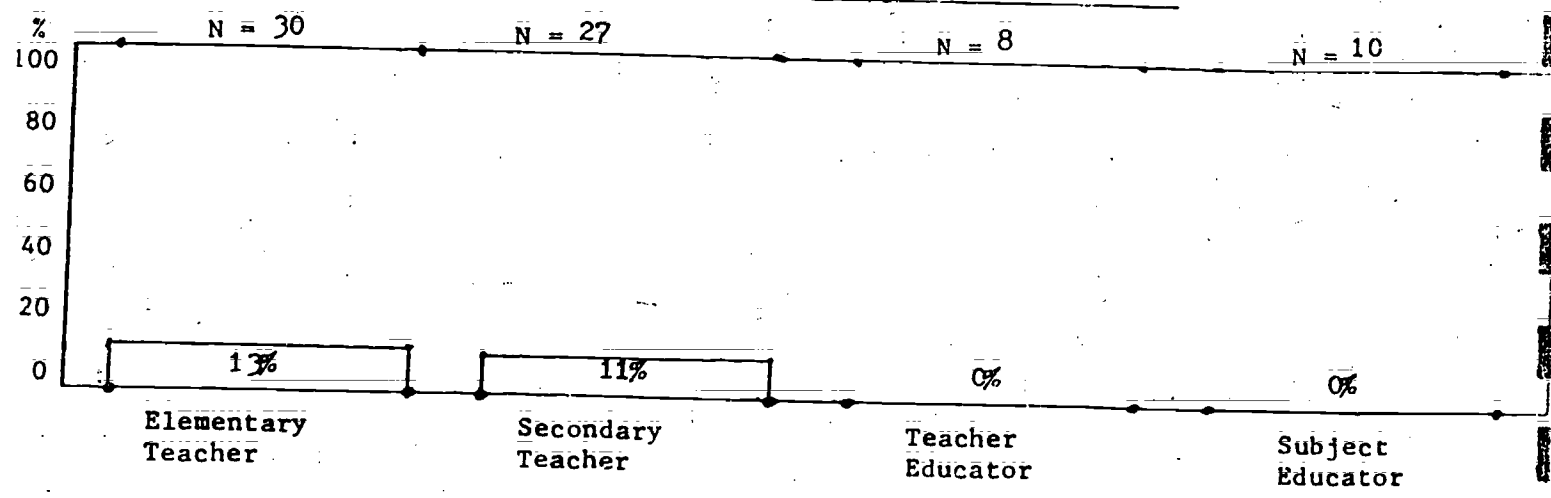 %
N = 30
N = 27
N = 8
N = 10
100
80
60
40
20
0
13%
11%
0%
0%
Elementary
Teacher
Secondary
Teacher
Teacher
Educator
Subject
Educator